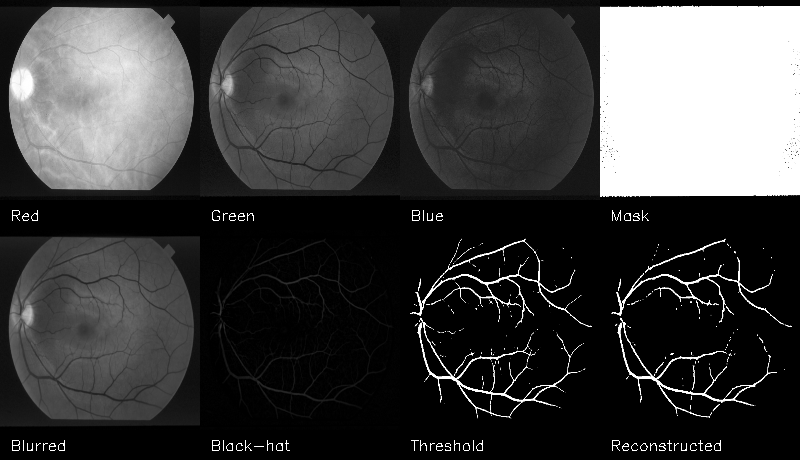 Red
Green
Blue
Mask
Blurred
Black-hat
Threshold
Reconstructed